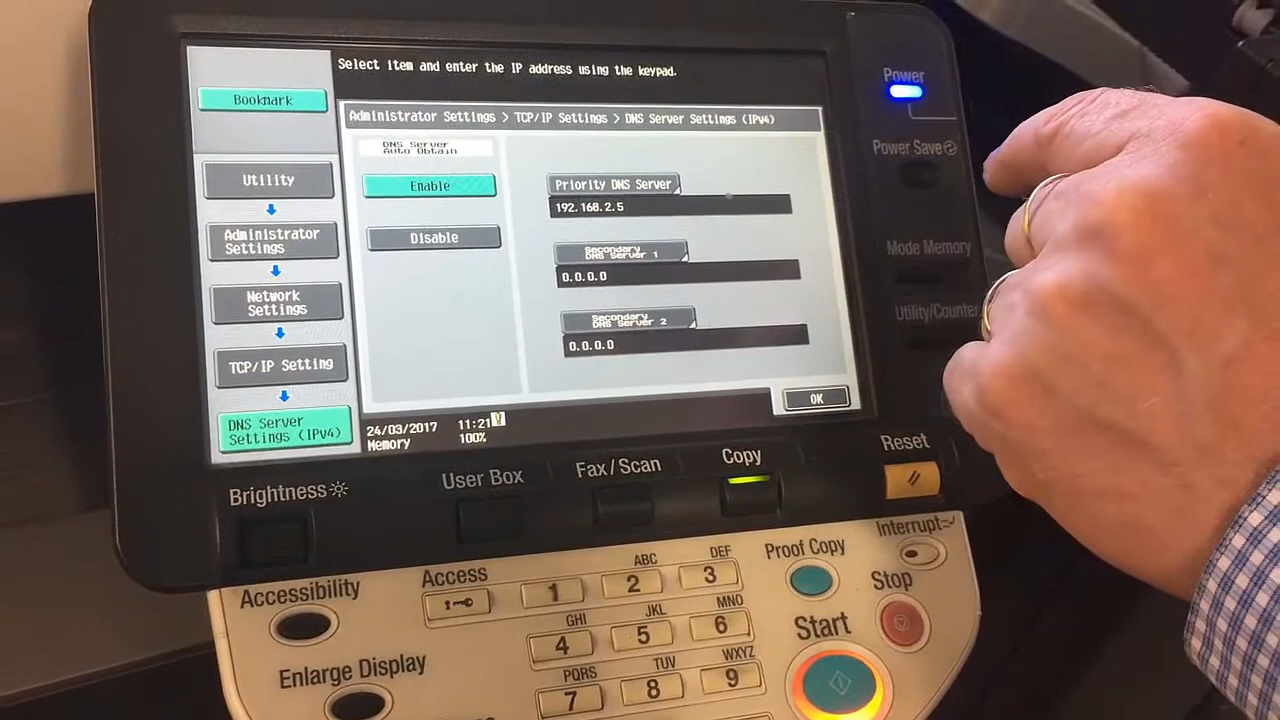 Select item and enter the IP address using the keypad.
Bookmark
Administrator Settings > TCP/IP Settings > DNS Server Settings (IPv4)
DNS Server
Auto Obtain
Enable
Disable
Priority DNS Server
192.168.2.5
Secondary
DNS Server 1
0.0.0.0
Secondary
DNS Server 2
0.0.0.0
Utility
Administrator
Settings
Network
Settings
TCP/IP Setting
DNS Server
Settings (IPv4)
24/03/2017 11:21
Memory 100%
OK
Power
Power Save
Mode Memory
Utility/Counter
Brightness
User Box
Fax/Scan
Copy
Reset
Interrupt
Accessibility
Access
Proof Copy
Stop
Start
Enlarge Display
1
ABC
2
DEF
3
GHI
4
JKL
5
MNO
6
PQRS
7
TUV
8
WXYZ
9